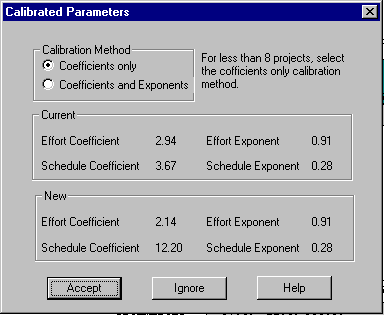 Calibrated Parameters
Calibration Method
Coefficients only
Coefficients and Exponents
For less than 8 projects, select
the cofficients only calibration
method.
Current
Effort Coefficient 2.94 Effort Exponent 0.91
Schedule Coefficient 3.67 Schedule Exponent 0.28
New
Effort Coefficient 2.14 Effort Exponent 0.91
Schedule Coefficient 12.20 Schedule Exponent 0.28
Accept Ignore Help